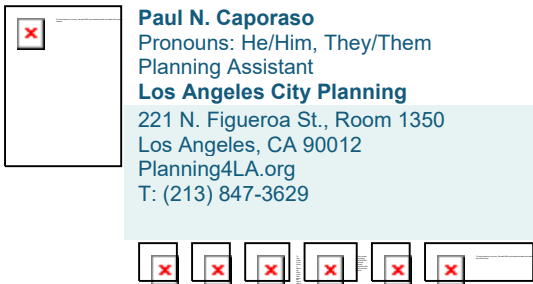 Paul N. Caporaso
Pronouns: He/Him, They/Them
Planning Assistant
Los Angeles City Planning
221 N. Figueroa St., Room 1350
Los Angeles, CA 90012
Planning4LA.org
T: (213) 847-3629